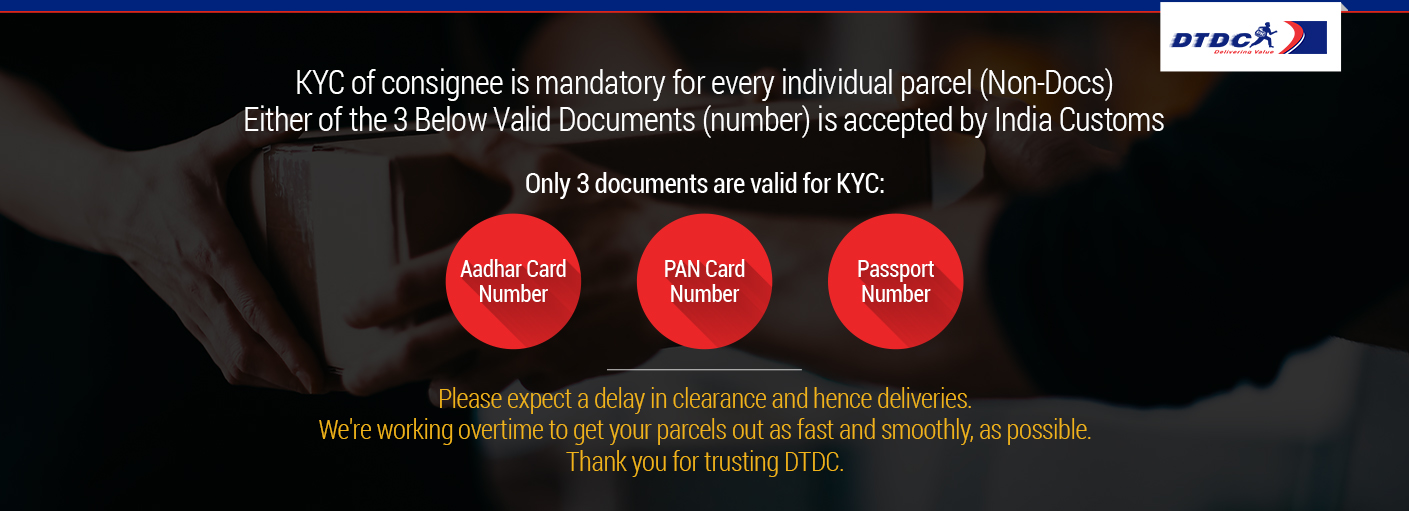 DTDC
Delivering Value
KYC of consignee is mandatory for every individual parcel (Non-Docs)
Either of the 3 Below Valid Documents (number) is accepted by India Customs
Only 3 documents are valid for KYC:
Aadhar Card
Number
PAN Card
Number
Passport
Number
Please expect a delay in clearance and hence deliveries.
We're working overtime to get your parcels out as fast and smoothly, as possible.
Thank you for trusting DTDC.